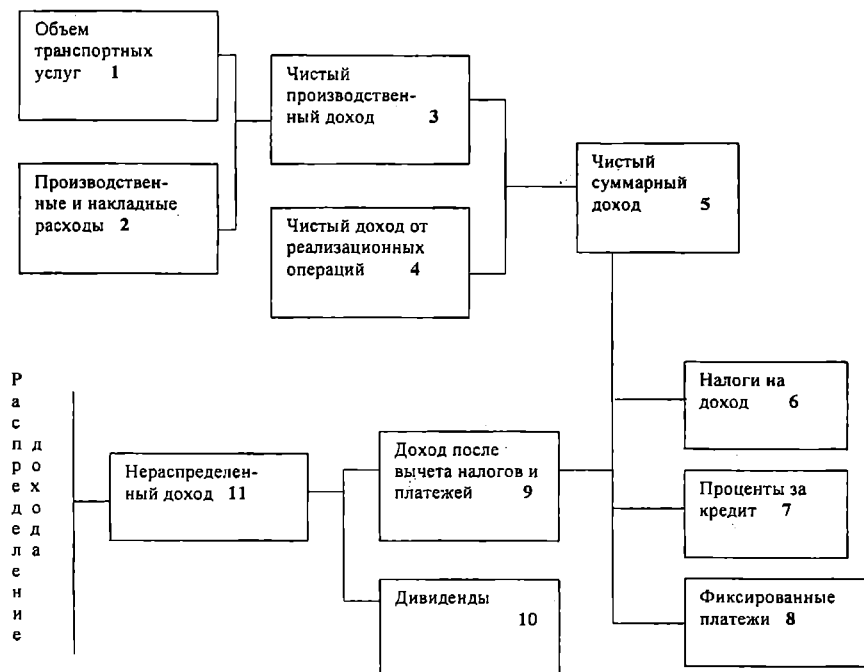 Объем
транспортных
услуг 1
Производствен-
ные и накладные
расходы 2
Чистый
производствен-
ный доход 3
Чистый доход от
реализационных
операций 4
Чистый
суммарный
доход 5
Налоги на
доход 6
Проценты за
кредит 7
Фиксированные
платежи 8
Доход после
вычета налогов и
платежей 9
Дивиденды
10
Нераспределен-
ный доход 11
Распределение
дохода